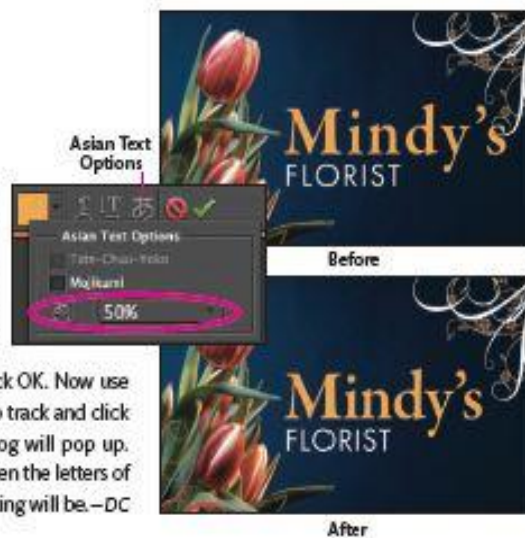 Asian Text
Options
Asian Text Options
Tate-Chuu-Yoko
Mojikumi
50%
Mindy's
FLORIST
Before
Mindy's
FLORIST
After
ck OK. Now use
o track and click
og will pop up.
en the letters of
ing will be.–DC